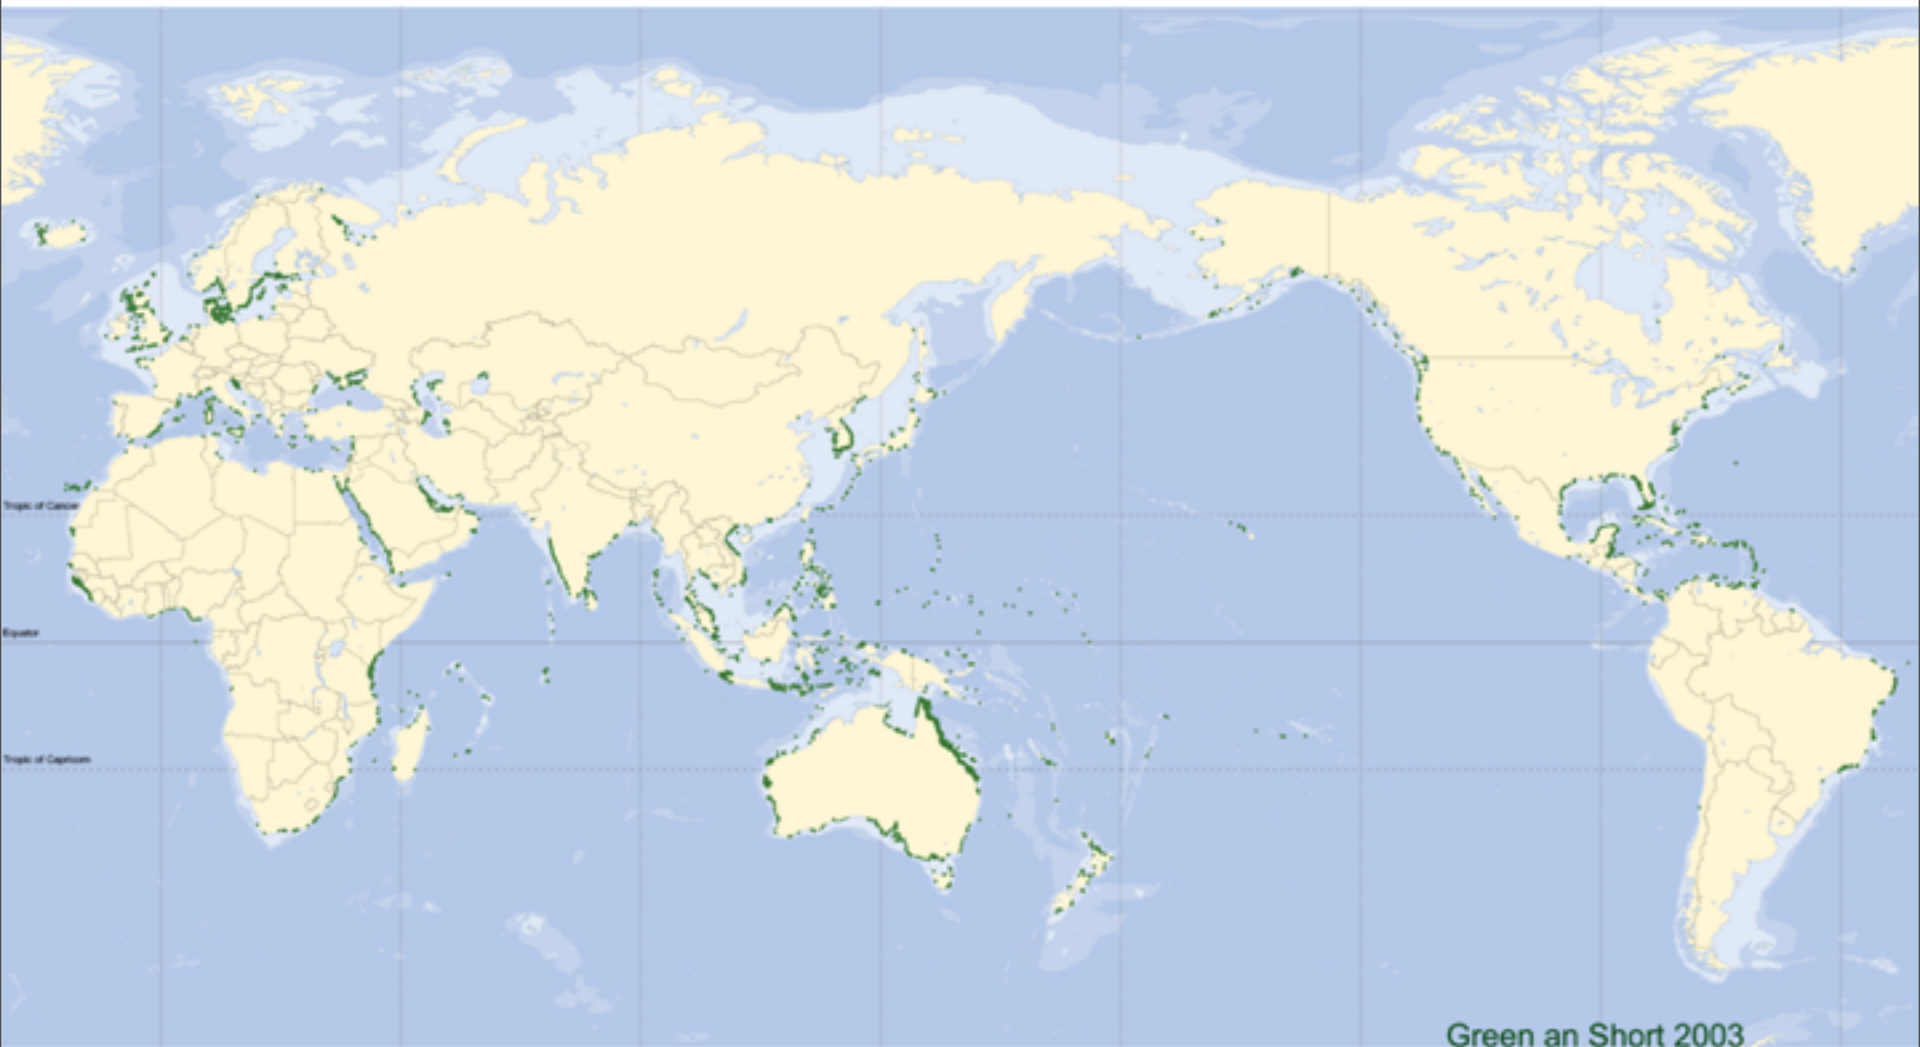 Tropic of Cancer
Equator
Tropic of Capricorn
Green an Short 2003